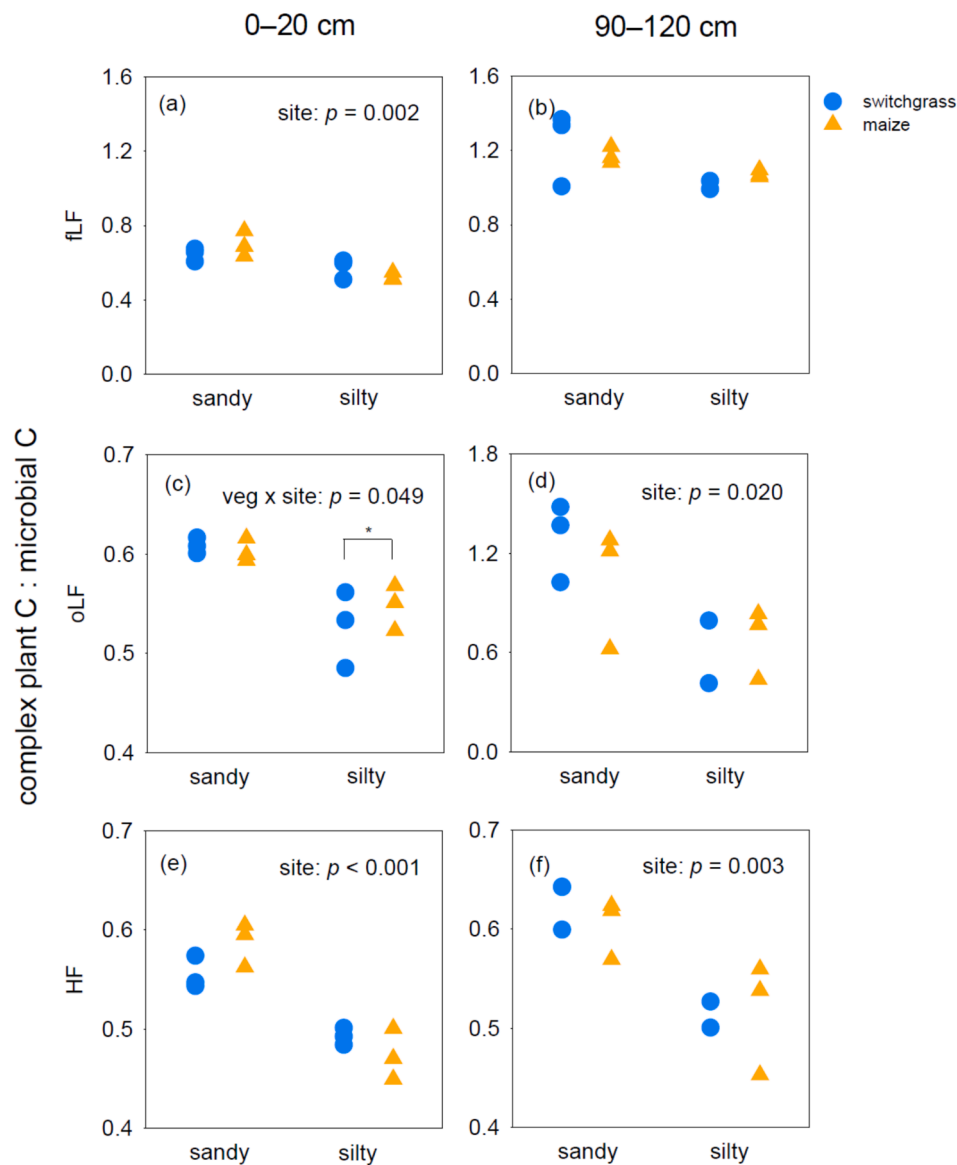 0–20 cm
90–120 cm
switchgrass
maize
complex plant C : microbial C
fLF
1.6
1.2
0.8
0.4
0.0
(a)
site: p = 0.002
sandy
silty
1.6
1.2
0.8
0.4
0.0
(b)
sandy
silty
oLF
0.7
0.6
0.5
0.4
(c)
veg x site: p = 0.049
*
sandy
silty
1.8
1.2
0.6
0.0
(d)
site: p = 0.020
sandy
silty
HF
0.7
0.6
0.5
0.4
(e)
site: p < 0.001
sandy
silty
0.7
0.6
0.5
0.4
(f)
site: p = 0.003
sandy
silty